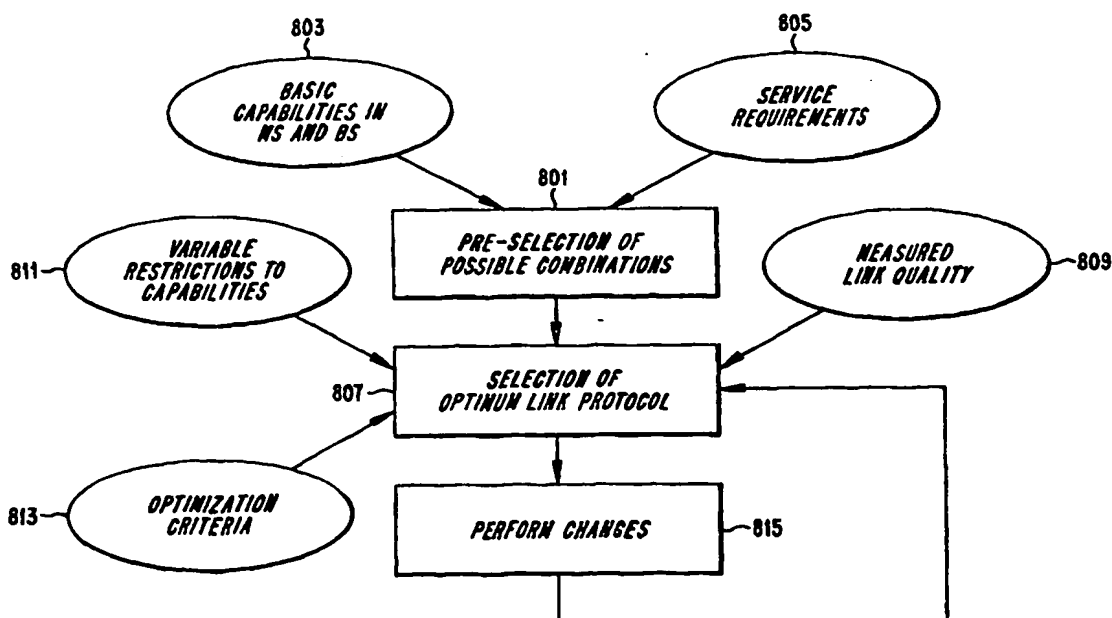 803
BASIC
CAPABILITIES IN
MS AND BS
805
SERVICE
REQUIREMENTS
801
PRE-SELECTION OF
POSSIBLE COMBINATIONS
811
VARIABLE
RESTRICTIONS TO
CAPABILITIES
MEASURED
LINK QUALITY
809
807
SELECTION OF
OPTIMUM LINK PROTOCOL
813
OPTIMIZATION
CRITERIA
PERFORM CHANGES
815